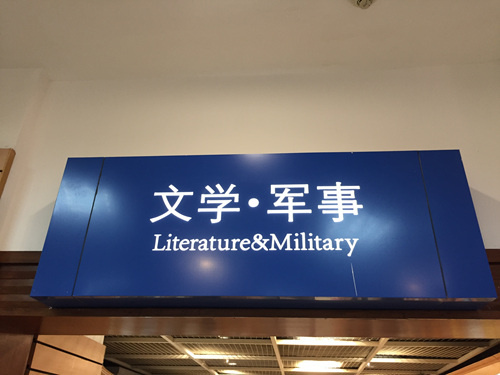 文学·军事
Literature&Military